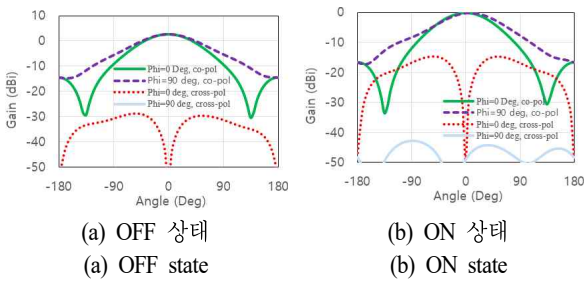 10
0
-10
-20
-30
-40
-50
Gain (dBi)
Phi=0 Deg, co-pol
Phi=90 deg, co-pol
Phi=0 deg, cross-pol
Phi=90 deg, cross-pol
-180 -90 0 90 180
Angle (Deg)
(a) OFF 상태
(a) OFF state
0
-10
-20
-30
-40
-50
Gain (dBi)
Phi=0 Deg, co-pol
Phi=90 deg, co-pol
Phi=0 deg, cross-pol
Phi=90 deg, cross-pol
-180 -90 0 90 180
Angle (Deg)
(b) ON 상태
(b) ON state